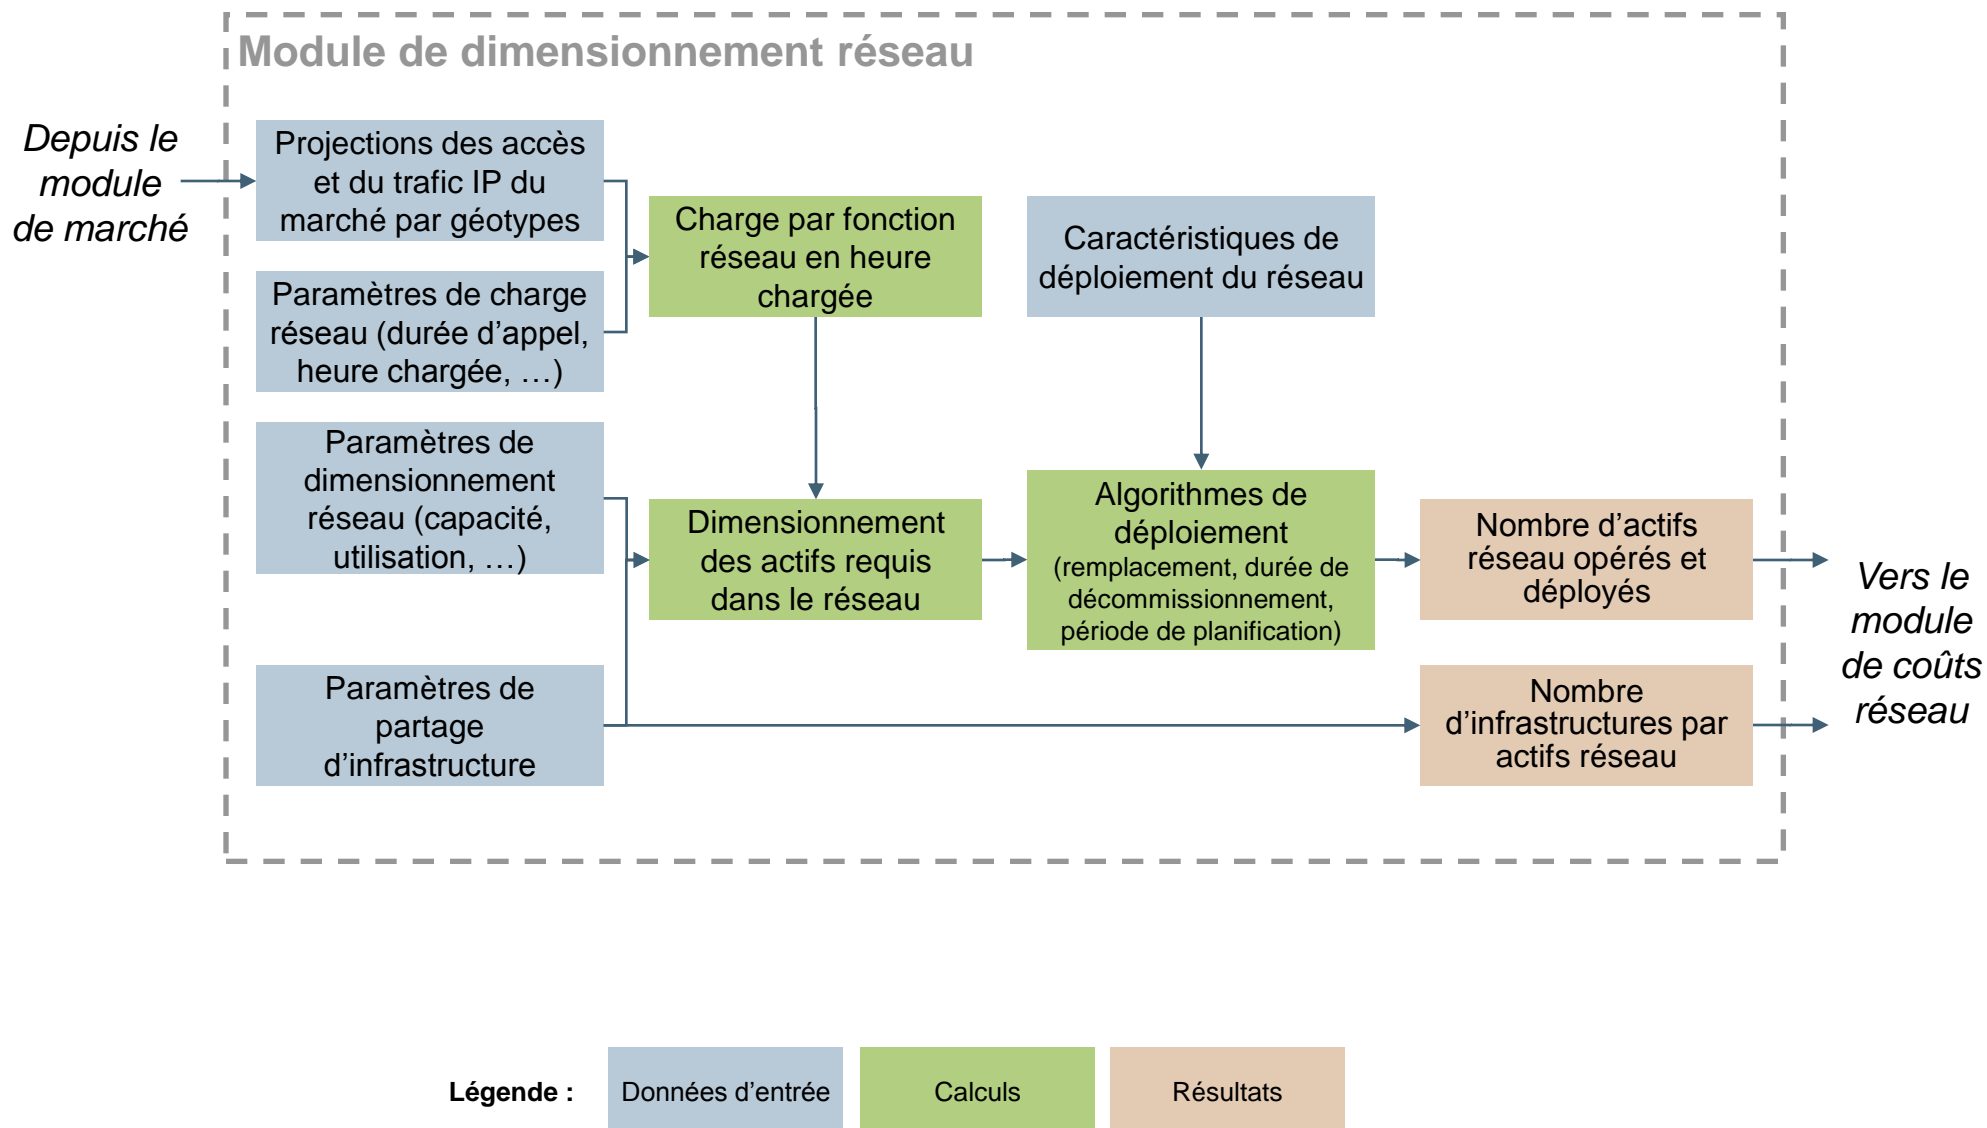 Module de dimensionnement réseau
Depuis le
module
de marché
Projections des accès
et du trafic IP du
marché par géotypes
Paramètres de charge
réseau (durée d’appel,
heure chargée, …)
Paramètres de
dimensionnement
réseau (capacité,
utilisation, …)
Paramètres de
partage
d’infrastructure
Charge par fonction
réseau en heure
chargée
Dimensionnement
des actifs requis
dans le réseau
Caractéristiques de
déploiement du réseau
Algorithmes de
déploiement
(remplacement, durée de
décommissionnement,
période de planification)
Nombre d’actifs
réseau opérés et
déployés
Nombre
d’infrastructures par
actifs réseau
Vers le
module
de coûts
réseau
Légende :
Données d’entrée
Calculs
Résultats